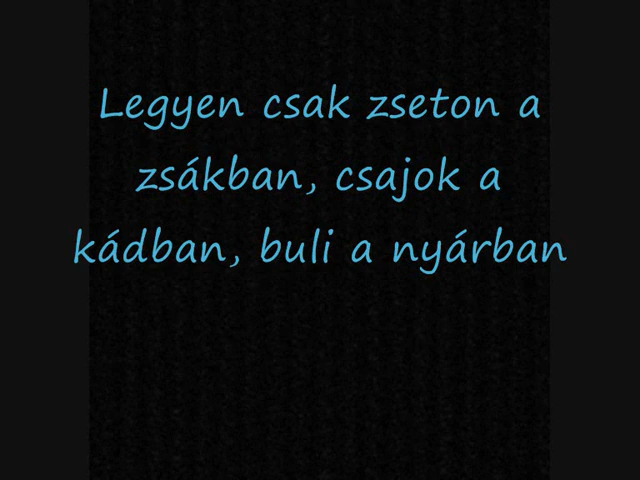 Legyen csak zseton a
zsákban, csajok a
kádban, buli a nyárban